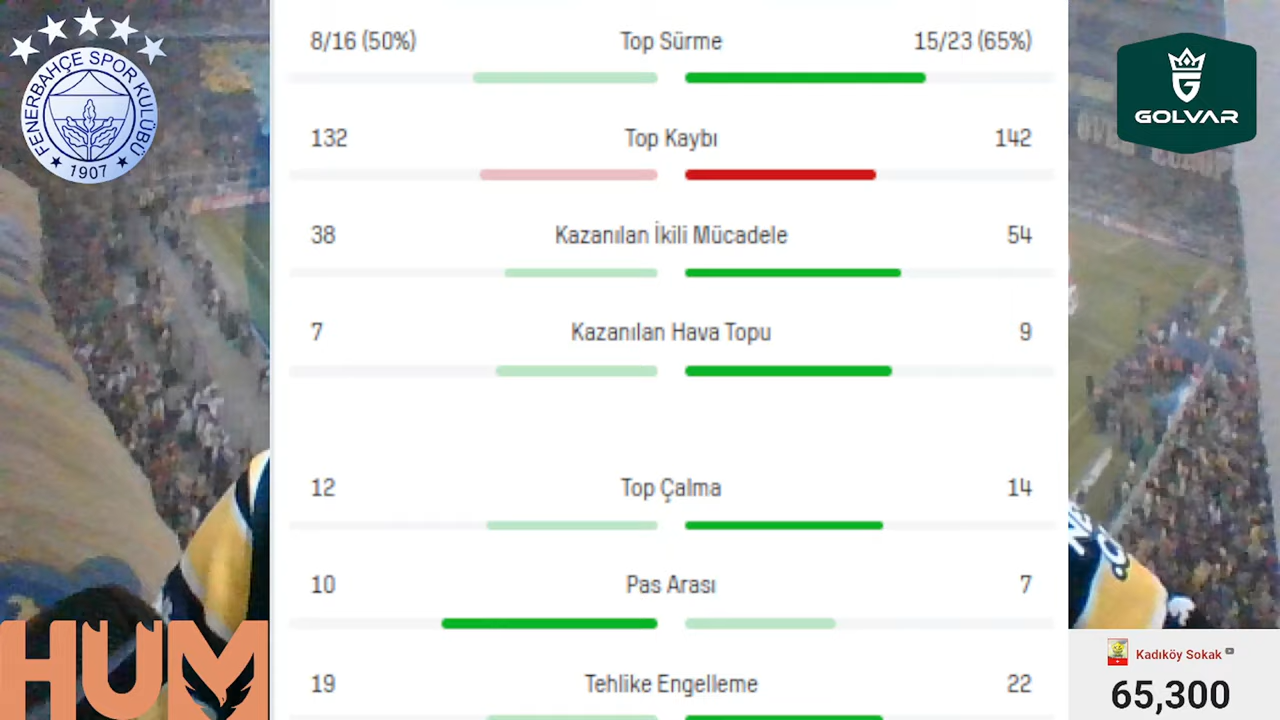 FENERBAHÇE SPOR KULÜBÜ
1907
8/16 (50%) Top Sürme 15/23 (65%)
132 Top Kaybı 142
38 Kazanılan İkili Mücadele 54
7 Kazanılan Hava Topu 9
12 Top Çalma 14
10 Pas Arası 7
19 Tehlike Engelleme 22
GOLVAR
HUM
Kadıköy Sokak
65,300